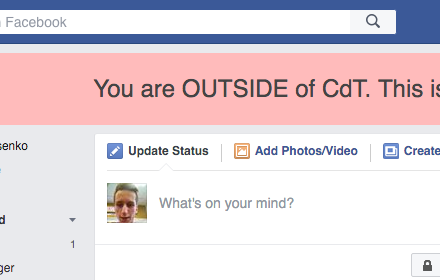 Facebook
You are OUTSIDE of CdT. This is
senko
Update Status
Add Photos/Video
Create
What's on your mind?
1